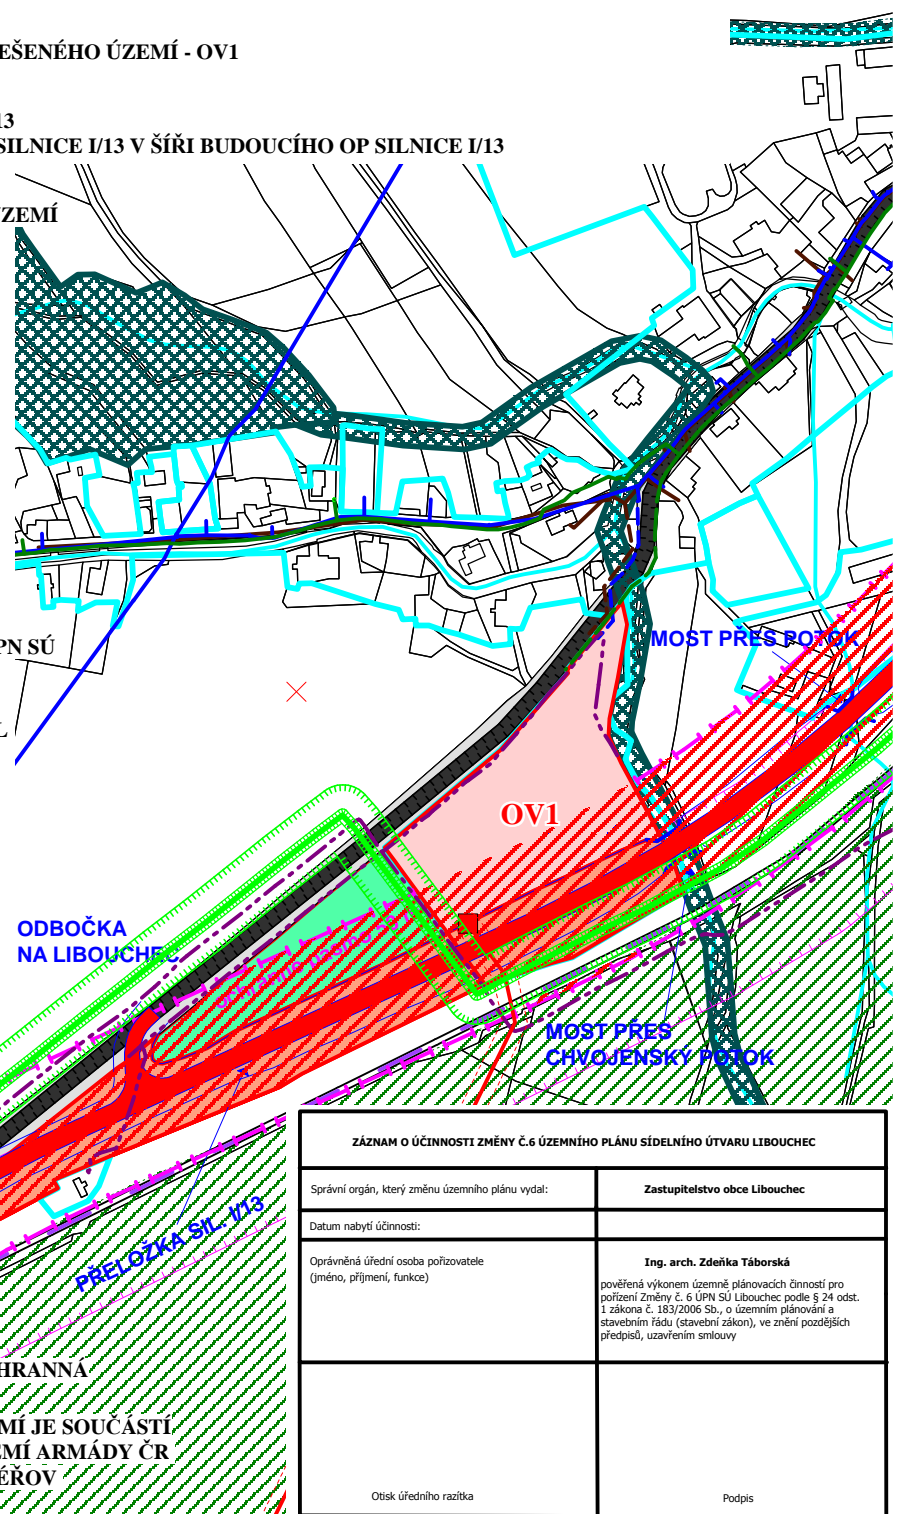 EŠENÉHO ÚZEMÍ - OV1
13
SILNICE I/13 V ŠÍŘI BUDOUCÍHO OP SILNICE I/13
ÚZEMÍ
PN SÚ
L
MOST PŘES POTOK
OV1
ODBOČKA
NA LIBOUCHEC
ochranné pásmo
MOST PŘES
CHVOJENSKÝ POTOK
PŘELOŽKA SIL. I/13
HRANNÁ
MÍ JE SOUČÁSTÍ
EMÍ ARMÁDY ČR
ĚŘOV
ZÁZNAM O ÚČINNOSTI ZMĚNY Č.6 ÚZEMNÍHO PLÁNU SÍDELNÍHO ÚTVARU LIBOUCHEC
Správní orgán, který změnu územního plánu vydal:
Zastupitelstvo obce Libouchec
Datum nabytí účinnosti:
Oprávněná úřední osoba pořizovatele
(jméno, příjmení, funkce)
Ing. arch. Zdeňka Táborská
pověřená výkonem územně plánovacích činností pro
pořízení Změny č. 6 ÚPN SÚ Libouchec podle § 24 odst.
1 zákona č. 183/2006 Sb., o územním plánování a
stavebním řádu (stavební zákon), ve znění pozdějších
předpisů, uzavřením smlouvy
Otisk úředního razítka
Podpis